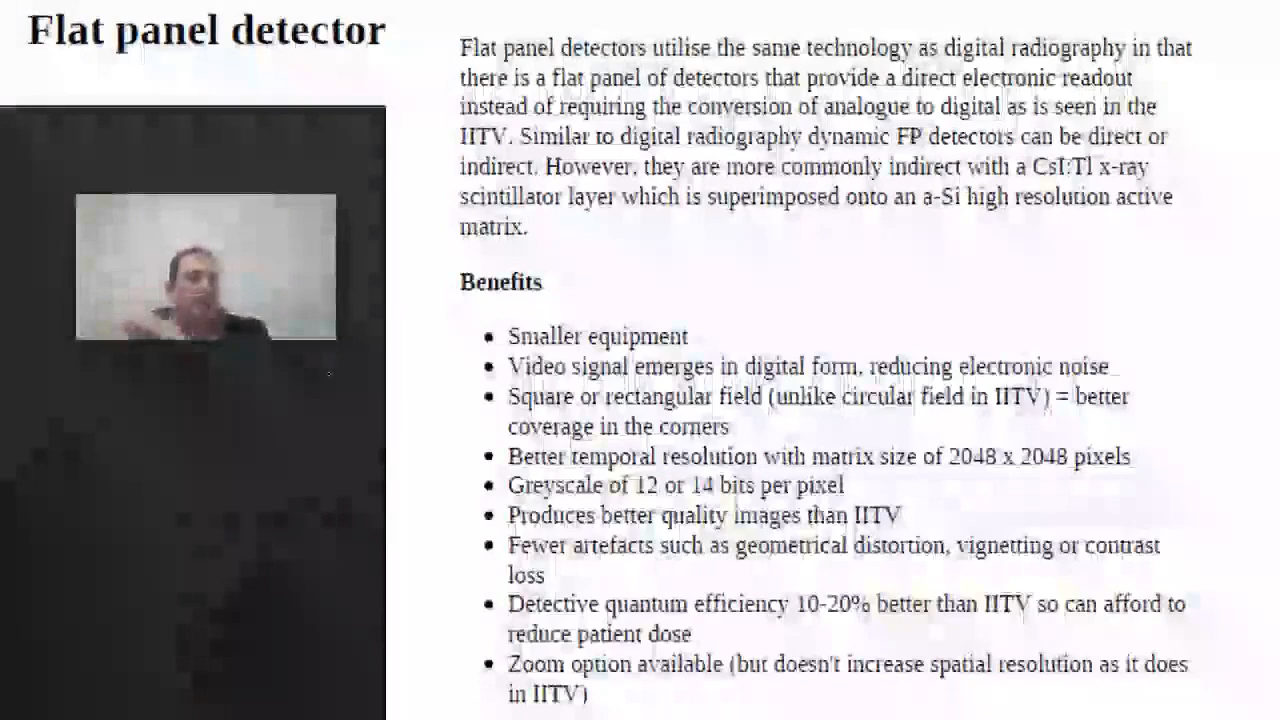 Flat panel detector
Flat panel detectors utilise the same technology as digital radiography in that
there is a flat panel of detectors that provide a direct electronic readout
instead of requiring the conversion of analogue to digital as is seen in the
IITV. Similar to digital radiography dynamic FP detectors can be direct or
indirect. However, they are more commonly indirect with a CsI:Tl x-ray
scintillator layer which is superimposed onto an a-Si high resolution active
matrix.
Benefits
• Smaller equipment
• Video signal emerges in digital form, reducing electronic noise
• Square or rectangular field (unlike circular field in IITV) = better
coverage in the corners
• Better temporal resolution with matrix size of 2048 x 2048 pixels
• Greyscale of 12 or 14 bits per pixel
• Produces better quality images than IITV
• Fewer artefacts such as geometrical distortion, vignetting or contrast
loss
• Detective quantum efficiency 10-20% better than IITV so can afford to
reduce patient dose
• Zoom option available (but doesn't increase spatial resolution as it does
in IITV)